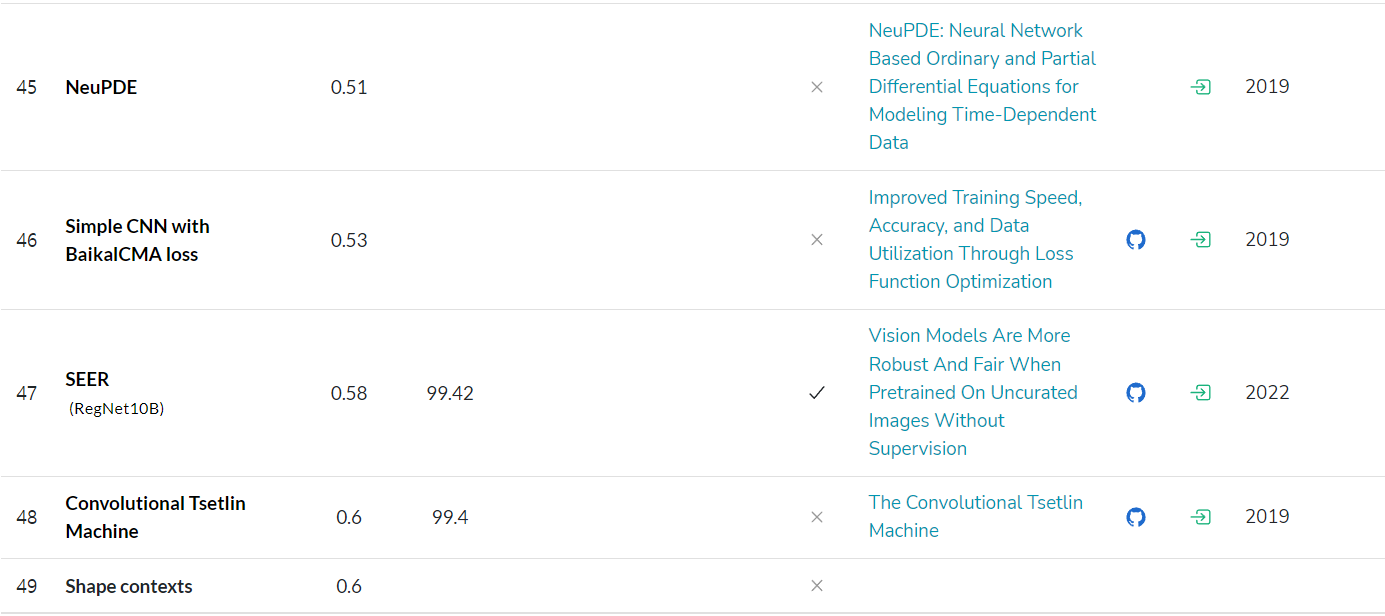 45 NeuPDE 0.51 × NeuPDE: Neural Network
Based Ordinary and Partial
Differential Equations for
Modeling Time-Dependent
Data 2019
46 Simple CNN with
BaikalCMA loss 0.53 × Improved Training Speed,
Accuracy, and Data
Utilization Through Loss
Function Optimization 2019
47 SEER
(RegNet10B) 0.58 99.42 ✓ Vision Models Are More
Robust And Fair When
Pretrained On Uncurated
Images Without
Supervision 2022
48 Convolutional Tsetlin
Machine 0.6 99.4 × The Convolutional Tsetlin
Machine 2019
49 Shape contexts 0.6 ×